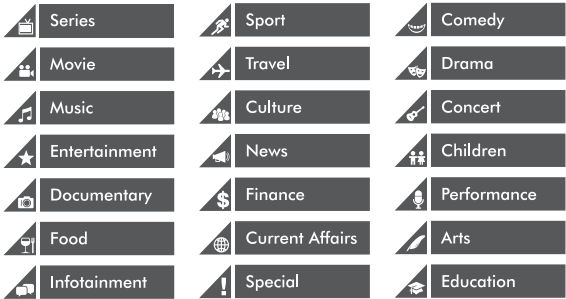 Series
Movie
Music
Entertainment
Documentary
Food
Infotainment
Sport
Travel
Culture
News
$ Finance
Current Affairs
! Special
Comedy
Drama
Concert
Children
Performance
Arts
Education